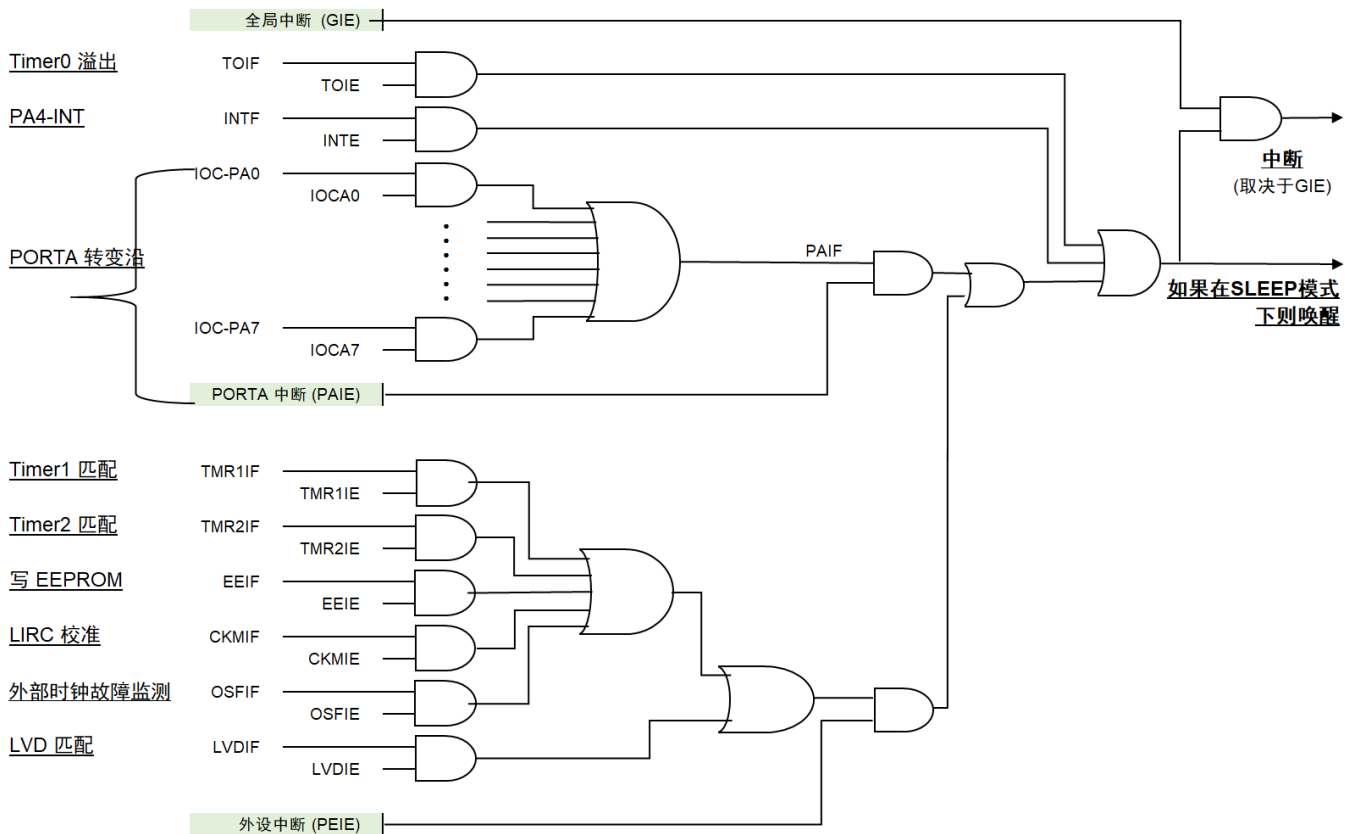 全局中断 (GIE)
Timer0 溢出
TOIF
TOIE
PA4-INT
INTF
INTE
中断
(取决于GIE)
IOC-PA0
IOCA0
PORTA 转变沿
PAIF
如果在SLEEP模式
下则唤醒
IOC-PA7
IOCA7
PORTA 中断 (PAIE)
Timer1 匹配
TMR1IF
TMR1IE
Timer2 匹配
TMR2IF
TMR2IE
写 EEPROM
EEIF
EEIE
LIRC 校准
CKMIF
CKMIE
外部时钟故障监测
OSFIF
OSFIE
LVD 匹配
LVDIF
LVDIE
外设中断 (PEIE)